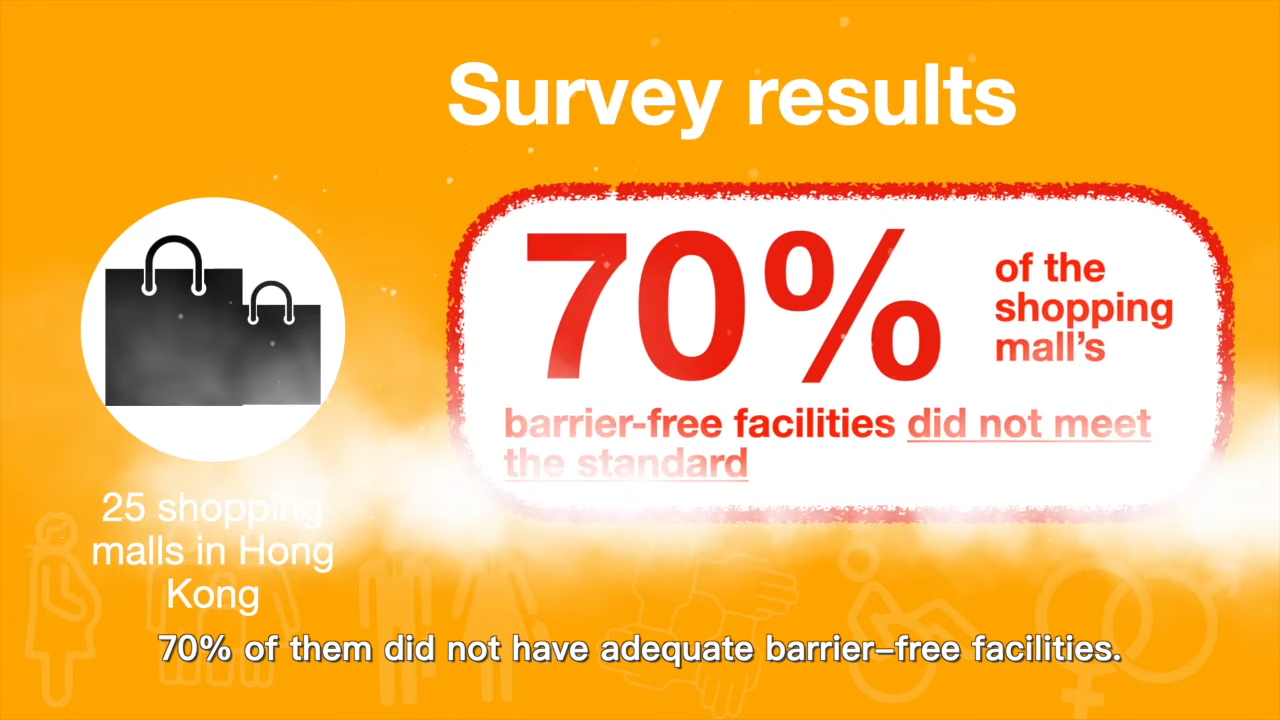 Survey results
70%
of the
shopping
mall's
barrier-free facilities did not meet
the standard
25 shopping
malls in Hong
Kong
70% of them did not have adequate barrier–free facilities.